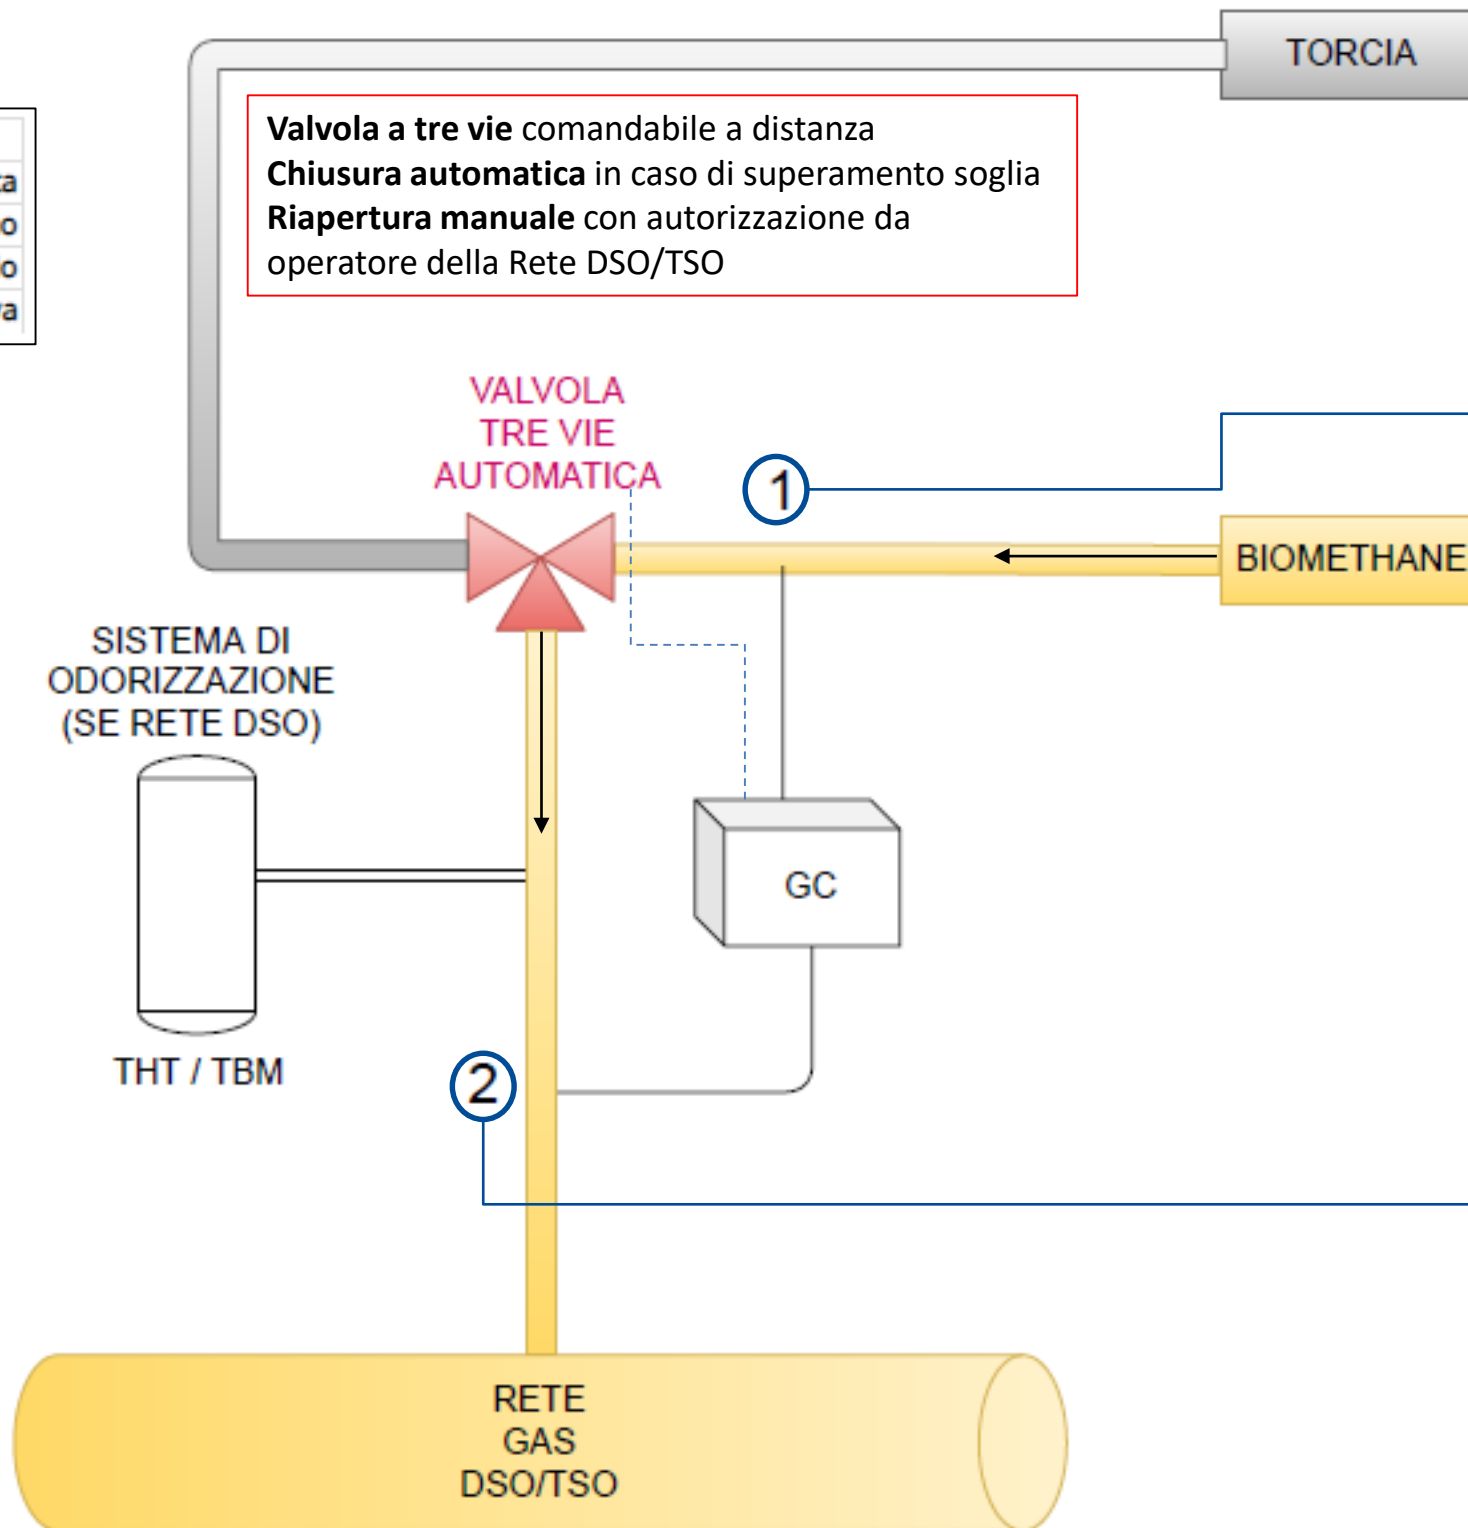 TORCIA
Valvola a tre vie comandabile a distanza
Chiusura automatica in caso di superamento soglia
Riapertura manuale con autorizzazione da
operatore della Rete DSO/TSO
VALVOLA
TRE VIE
AUTOMATICA
1
BIOMETHANE
SISTEMA DI
ODORIZZAZIONE
(SE RETE DSO)
GC
THT / TBM
2
RETE
GAS
DSO/TSO